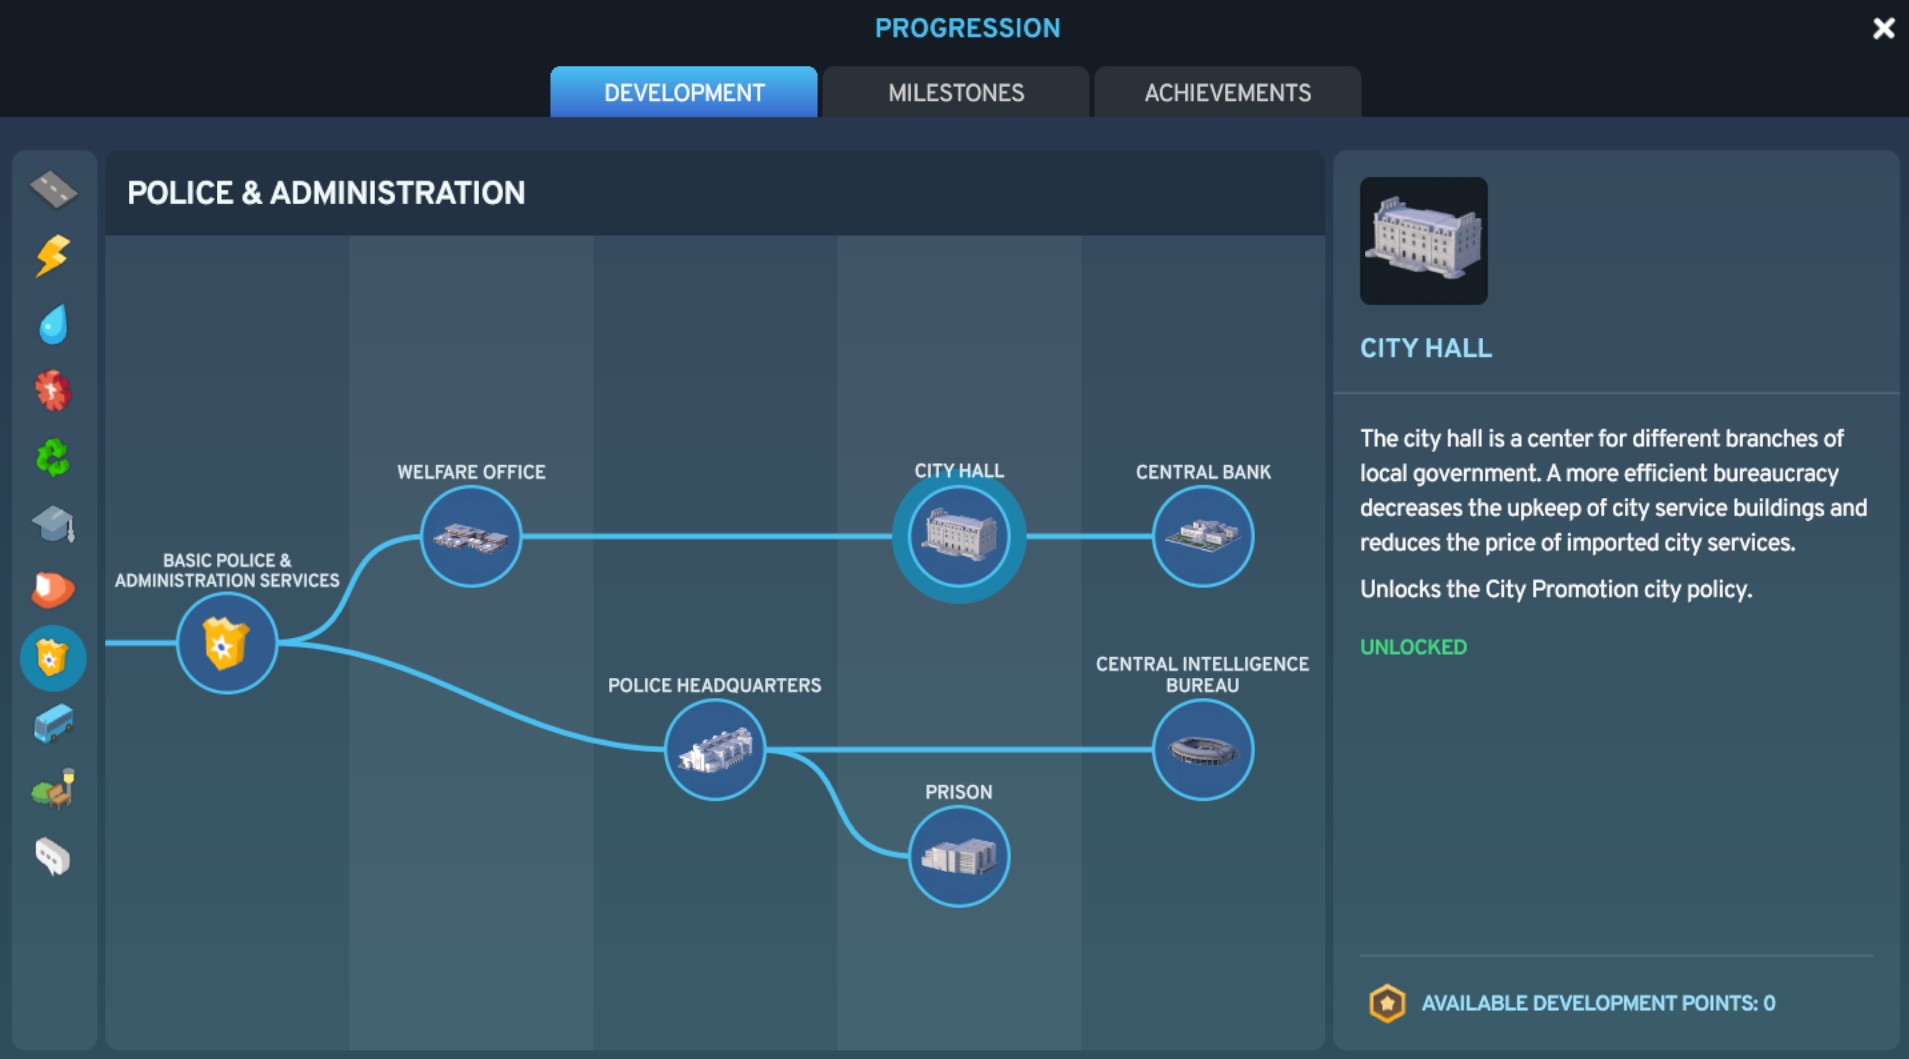 PROGRESSION
DEVELOPMENT
MILESTONES
ACHIEVEMENTS
POLICE & ADMINISTRATION
BASIC POLICE &
ADMINISTRATION SERVICES
WELFARE OFFICE
CITY HALL
CENTRAL BANK
POLICE HEADQUARTERS
CENTRAL INTELLIGENCE
BUREAU
PRISON
CITY HALL
The city hall is a center for different branches of
local government. A more efficient bureaucracy
decreases the upkeep of city service buildings and
reduces the price of imported city services.
Unlocks the City Promotion city policy.
UNLOCKED
AVAILABLE DEVELOPMENT POINTS: 0